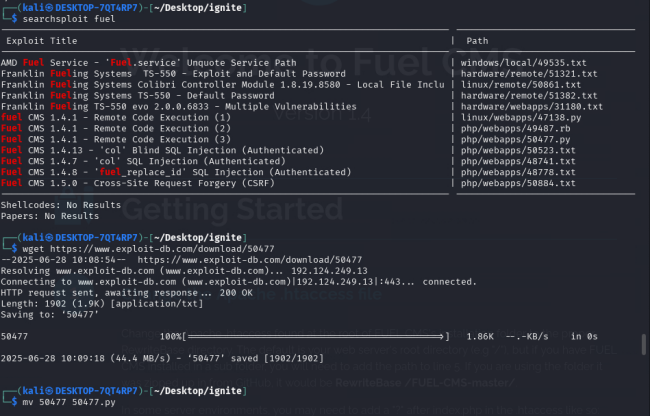 ┌──(kali㉿DESKTOP-7QT4RP7)-[~/Desktop/ignite]
└─$ searchsploit fuel
Exploit Title | Path
AMD Fuel Service - 'Fuel.service' Unquote Service Path | windows/local/49535.txt
Franklin Fueling Systems TS-550 - Exploit and Default Password | hardware/remote/51321.txt
Franklin Fueling Systems Colibri Controller Module 1.8.19.8580 - Local File Inclu | linux/remote/50861.txt
Franklin Fueling Systems TS-550 - Default Password | hardware/remote/51382.txt
Franklin Fueling TS-550 evo 2.0.0.6833 - Multiple Vulnerabilities | hardware/webapps/31180.txt
Fuel CMS 1.4.1 - Remote Code Execution (1) | linux/webapps/47138.py
Fuel CMS 1.4.1 - Remote Code Execution (2) | php/webapps/49487.rb
Fuel CMS 1.4.1 - Remote Code Execution (3) | php/webapps/50477.py
Fuel CMS 1.4.13 - 'col' Blind SQL Injection (Authenticated) | php/webapps/50523.txt
Fuel CMS 1.4.7 - 'col' SQL Injection (Authenticated) | php/webapps/48741.txt
Fuel CMS 1.4.8 - 'fuel_replace_id' SQL Injection (Authenticated) | php/webapps/48778.txt
Fuel CMS 1.5.0 - Cross-Site Request Forgery (CSRF) | php/webapps/50884.txt
Shellcodes: No Results
Papers: No Results
Version 1.4
Getting Started
┌──(kali㉿DESKTOP-7QT4RP7)-[~/Desktop/ignite]
└─$ wget https://www.exploit-db.com/download/50477
--2025-06-28 10:08:54-- https://www.exploit-db.com/download/50477
Resolving www.exploit-db.com (www.exploit-db.com)... 192.124.249.13
Connecting to www.exploit-db.com (www.exploit-db.com)|192.124.249.13|:443... connected.
HTTP request sent, awaiting response... 200 OK
Length: 1902 (1.9K) [application/txt]
Saving to: ‘50477’
50477 100%[===================================================>] 1.86K --.-KB/s in 0s
2025-06-28 10:09:18 (44.4 MB/s) - ‘50477’ saved [1902/1902]
┌──(kali㉿DESKTOP-7QT4RP7)-[~/Desktop/ignite]
└─$ mv 50477 50477.py